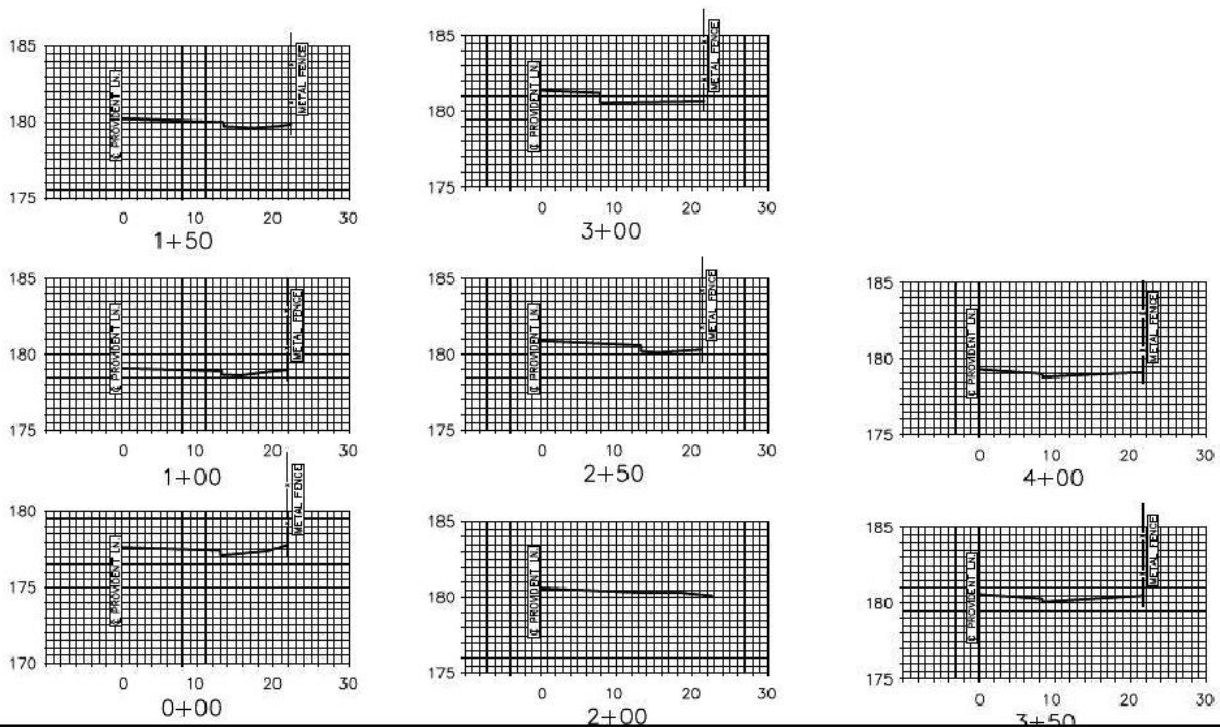 185
180
175
℄ PROVIDENT LN.
METAL FENCE
0 10 20 30
1+50
185
180
175
℄ PROVIDENT LN.
METAL FENCE
0 10 20 30
3+00
185
180
175
℄ PROVIDENT LN.
METAL FENCE
0 10 20 30
1+00
185
180
175
℄ PROVIDENT LN.
METAL FENCE
0 10 20 30
2+50
185
180
175
℄ PROVIDENT LN.
METAL FENCE
0 10 20 30
4+00
180
175
170
℄ PROVIDENT LN.
METAL FENCE
0 10 20 30
0+00
185
180
175
℄ PROVIDENT LN.
0 10 20 30
2+00
185
180
175
℄ PROVIDENT LN.
METAL FENCE
0 10 20 30
3+50